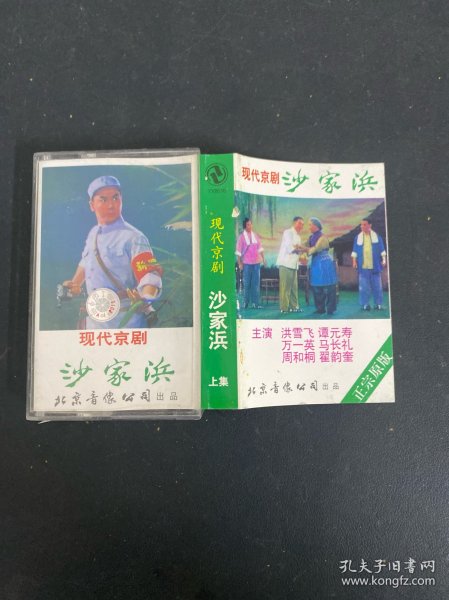 现代京剧
沙家浜
北京音像公司出品
现代京剧
沙家浜
上集
现代京剧 沙家浜
主演 洪雪飞 谭元寿
万一英 马长礼
周和桐 翟韵奎
正宗原版
北京音像公司出品
孔夫子旧书网
www.kongfz.com